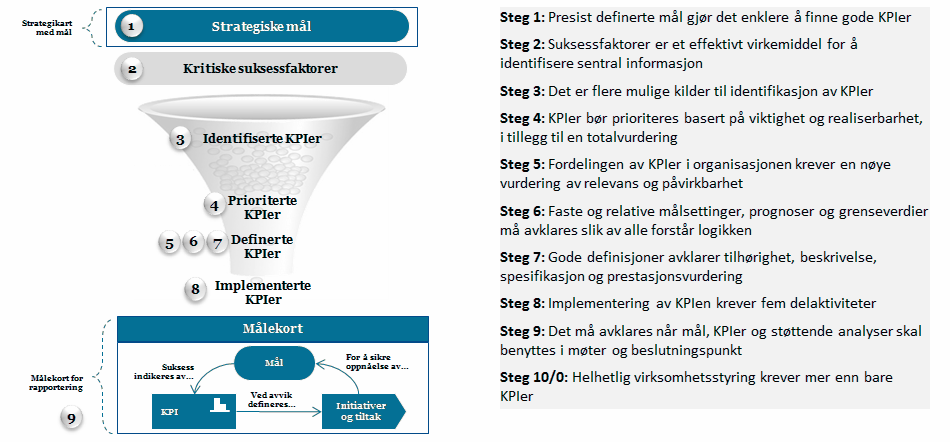 Strategikart
med mål
1
Strategiske mål
2
Kritiske suksessfaktorer
3
Identifiserte KPIer
4
Prioriterte
KPIer
5
6
7
Definerte
KPIer
8
Implementerte
KPIer
Målekort
Mål
Suksess
indikeres av...
For å sikre
oppnåelse av...
KPI
Ved avvik
defineres...
Initiativer
og tiltak
Målekort for
rapportering
9
Steg 1: Presist definerte mål gjør det enklere å finne gode KPIer
Steg 2: Suksessfaktorer er et effektivt virkemiddel for å
identifisere sentral informasjon
Steg 3: Det er flere mulige kilder til identifikasjon av KPIer
Steg 4: KPIer bør prioriteres basert på viktighet og realiserbarhet,
i tillegg til en totalvurdering
Steg 5: Fordelingen av KPIer i organisasjonen krever en nøye
vurdering av relevans og påvirkbarhet
Steg 6: Faste og relative målsettinger, prognoser og grenseverdier
må avklares slik av alle forstår logikken
Steg 7: Gode definisjoner avklarer tilhørighet, beskrivelse,
spesifikasjon og prestasjonsvurdering
Steg 8: Implementering av KPIen krever fem delaktiviteter
Steg 9: Det må avklares når mål, KPIer og støttende analyser skal
benyttes i møter og beslutningspunkt
Steg 10/0: Helhetlig virksomhetsstyring krever mer enn bare
KPIer